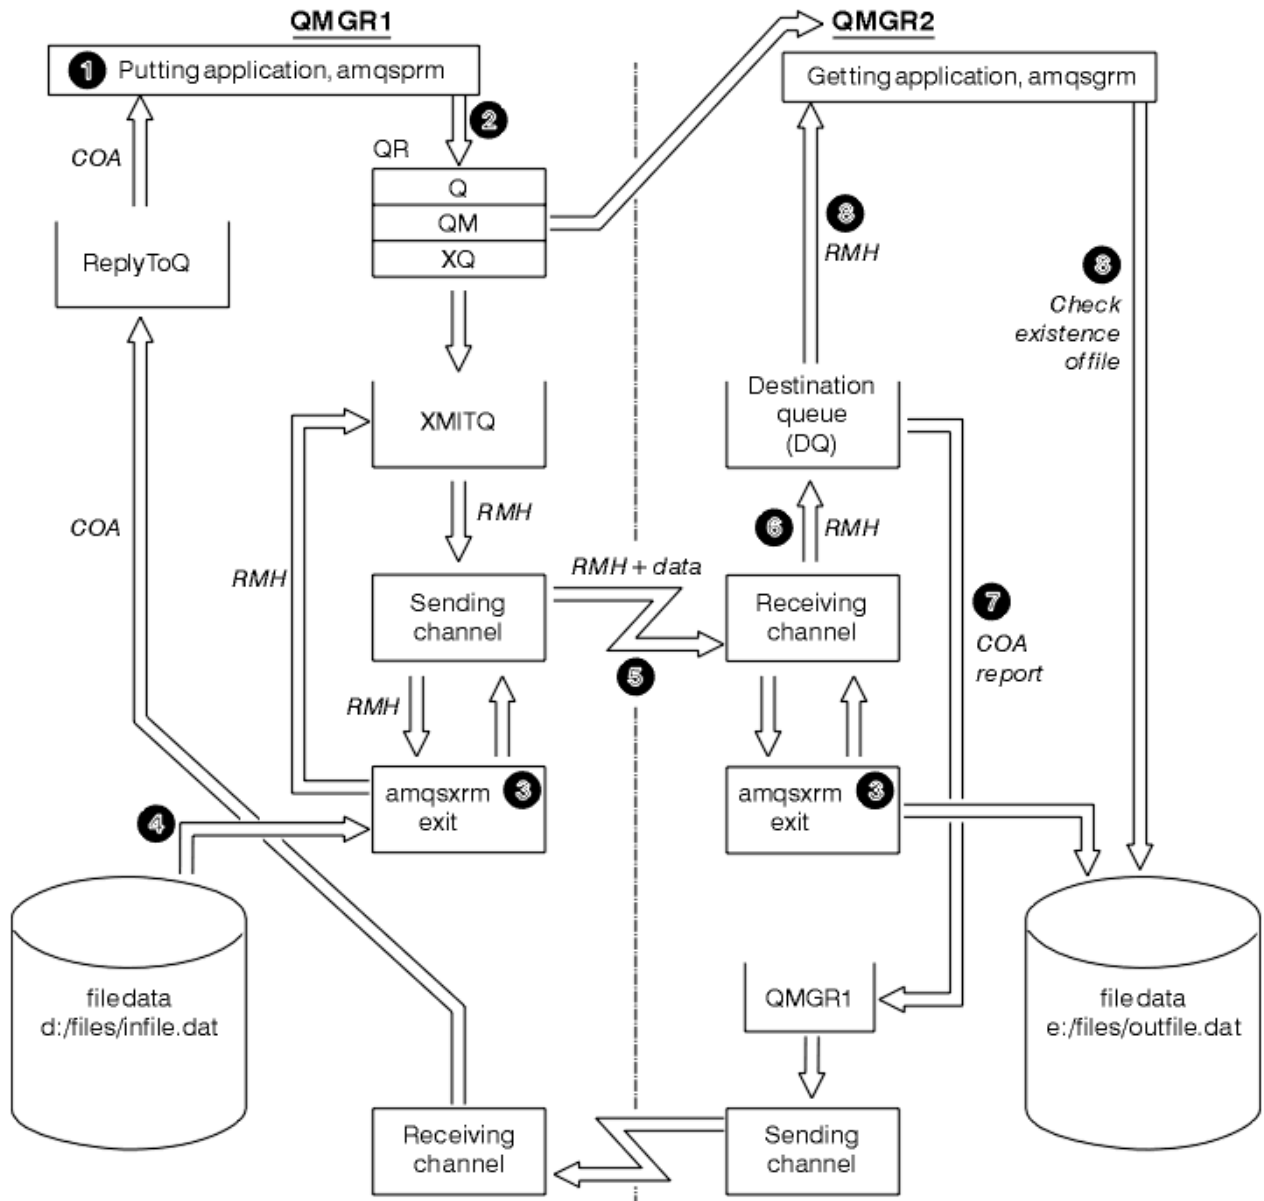 QMGR1
QMGR2
1 Putting application, amqsprm
Getting application, amqsgrm
2
COA
QR
Q
QM
XQ
ReplyToQ
8
RMH
8
Check
existence
of file
XMITQ
Destination
queue
(DQ)
COA
RMH
RMH
6
RMH
RMH + data
Sending
channel
Receiving
channel
7
COA
report
5
RMH
amqsxrm
exit
3
amqsxrm
exit
3
4
file data
d:/files/infile.dat
QMGR1
file data
e:/files/outfile.dat
Receiving
channel
Sending
channel